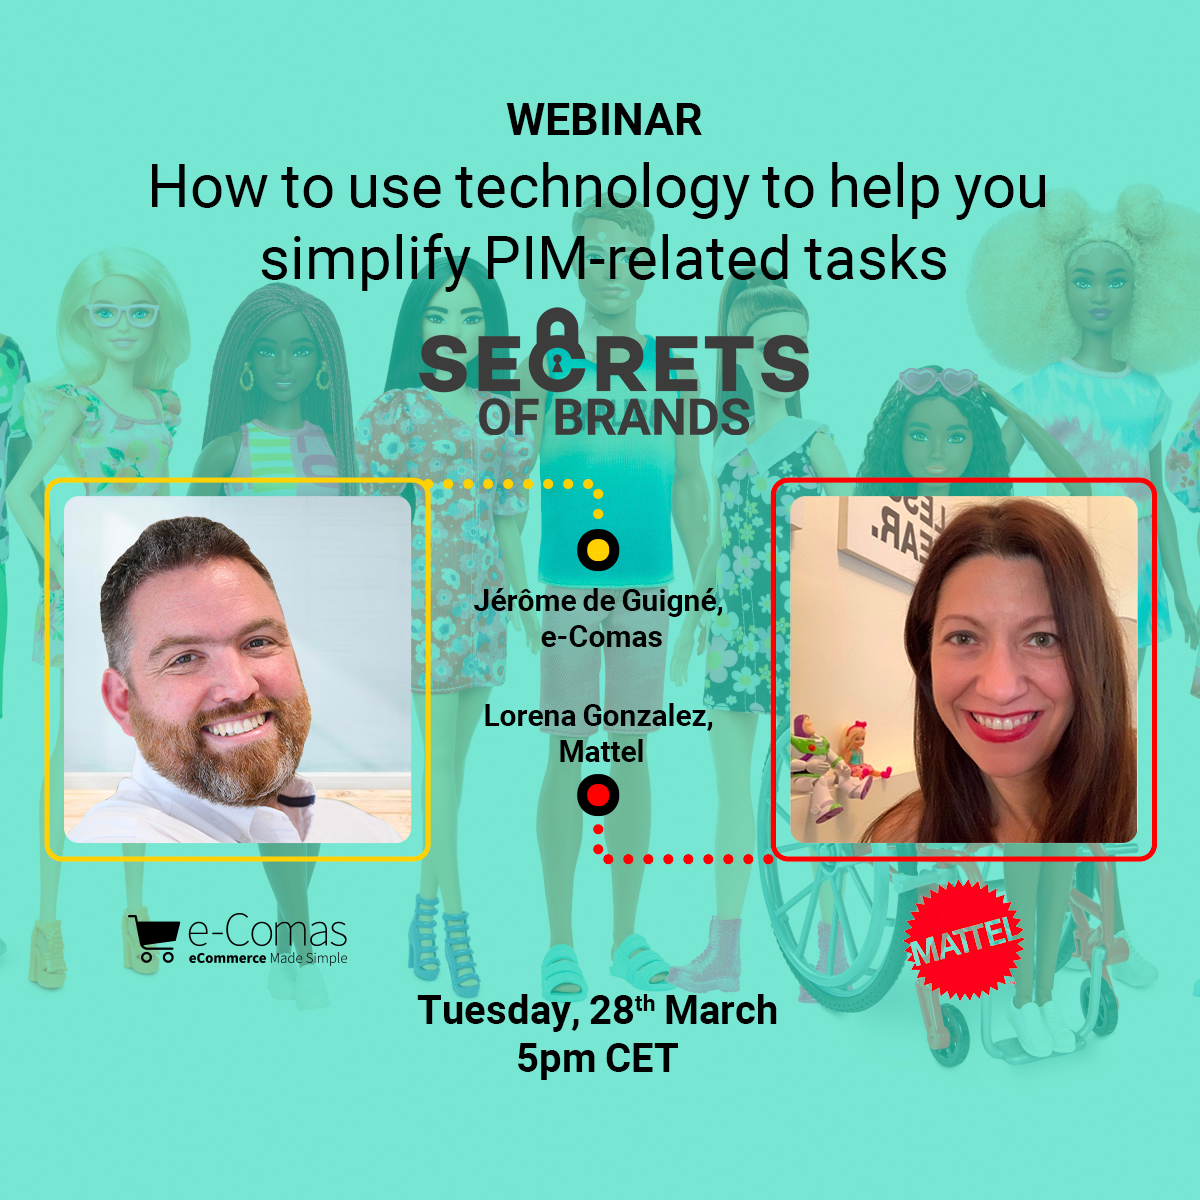 WEBINAR
How to use technology to help you
simplify PIM-related tasks
SECRETS
OF BRANDS
Jérôme de Guigné,
e-Comas
Lorena Gonzalez,
Mattel
e-Comas
eCommerce Made Simple
MATTEL
Tuesday, 28th March
5pm CET